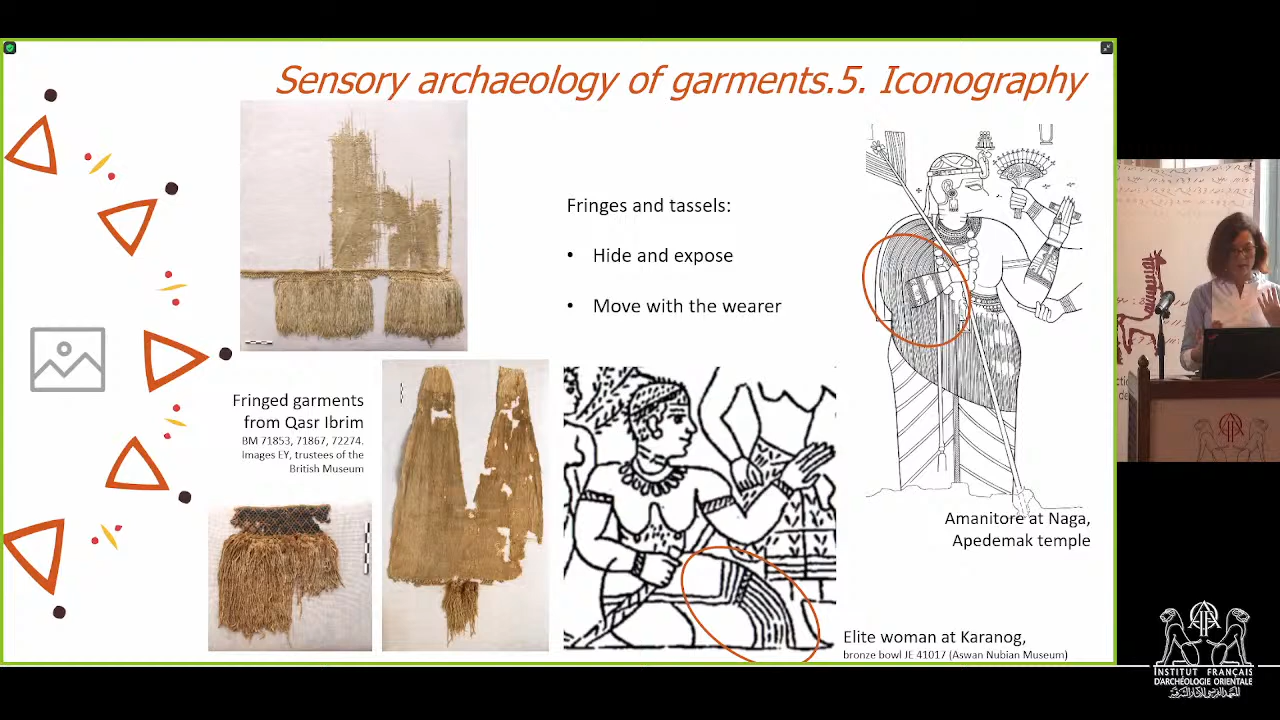 Sensory archaeology of garments.5. Iconography
Fringes and tassels:
• Hide and expose
• Move with the wearer
Fringed garments
from Qasr Ibrim
BM 71853, 71867, 72274.
Images EY, trustees of the
British Museum
Amanitore at Naga,
Apedemak temple
Elite woman at Karanog,
bronze bowl JE 41017 (Aswan Nubian Museum)
INSTITUT FRANÇAIS
D'ARCHÉOLOGIE ORIENTALE